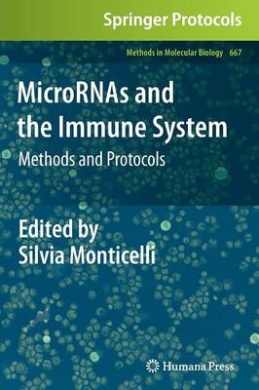 Springer Protocols
Methods in Molecular Biology 667
MicroRNAs and
the Immune System
Methods and Protocols
Edited by
Silvia Monticelli
Humana Press